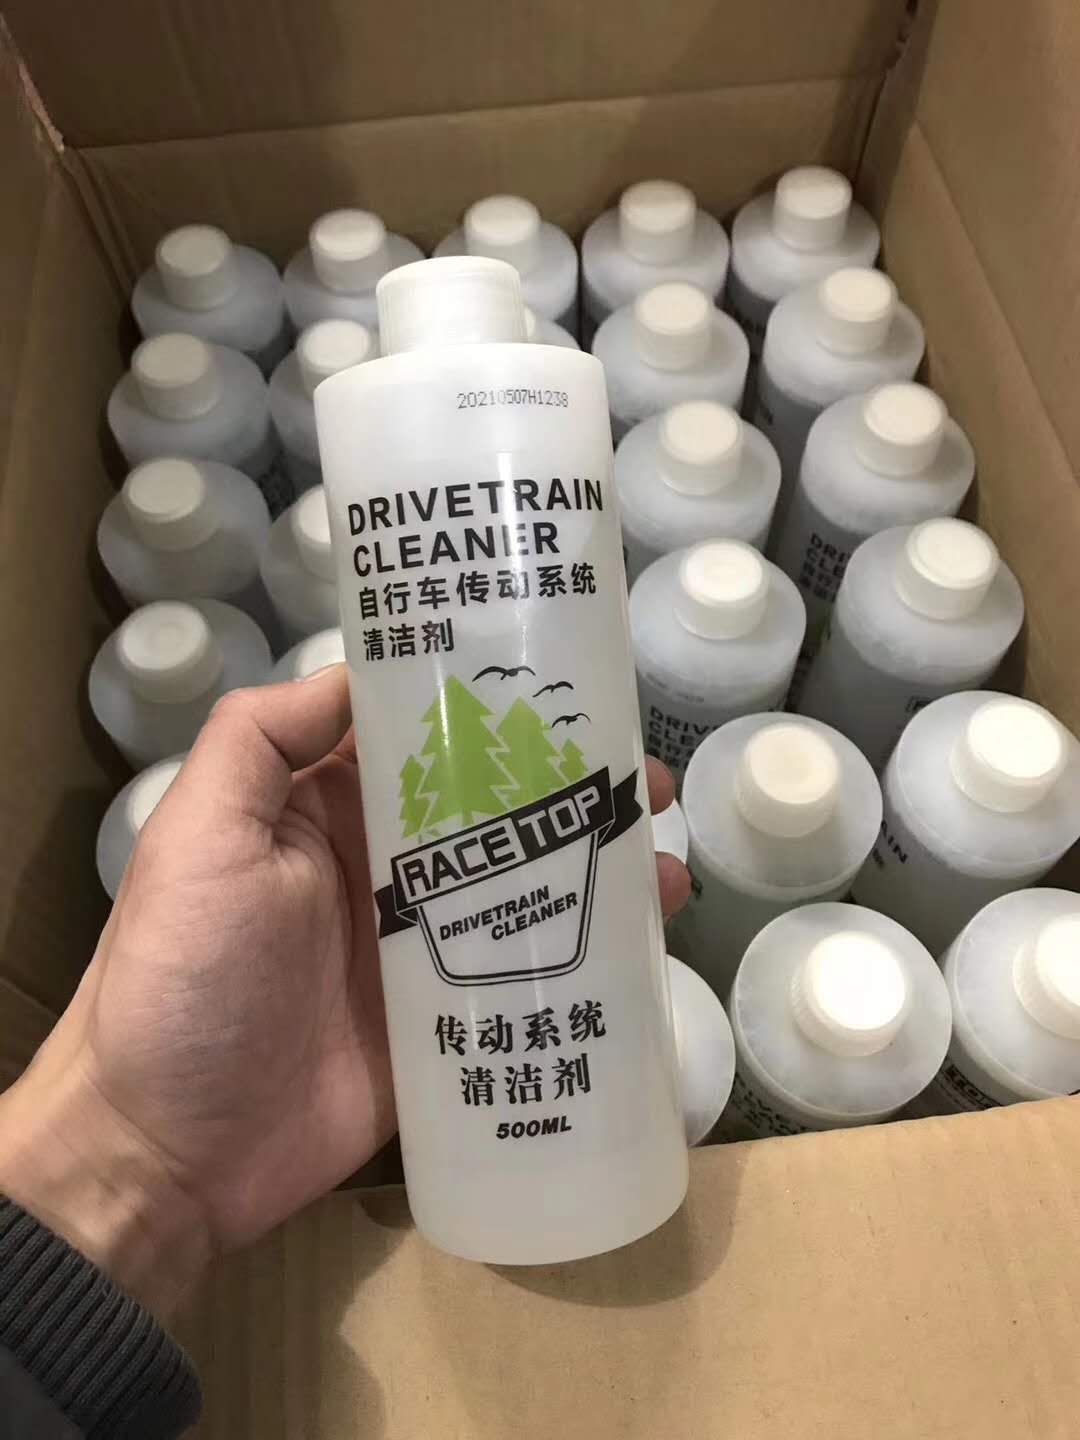 20210507H1238
DRIVETRAIN
CLEANER
自行车传动系统
清洁剂
RACE TOP
DRIVETRAIN
CLEANER
传动系统
清洁剂
500ML